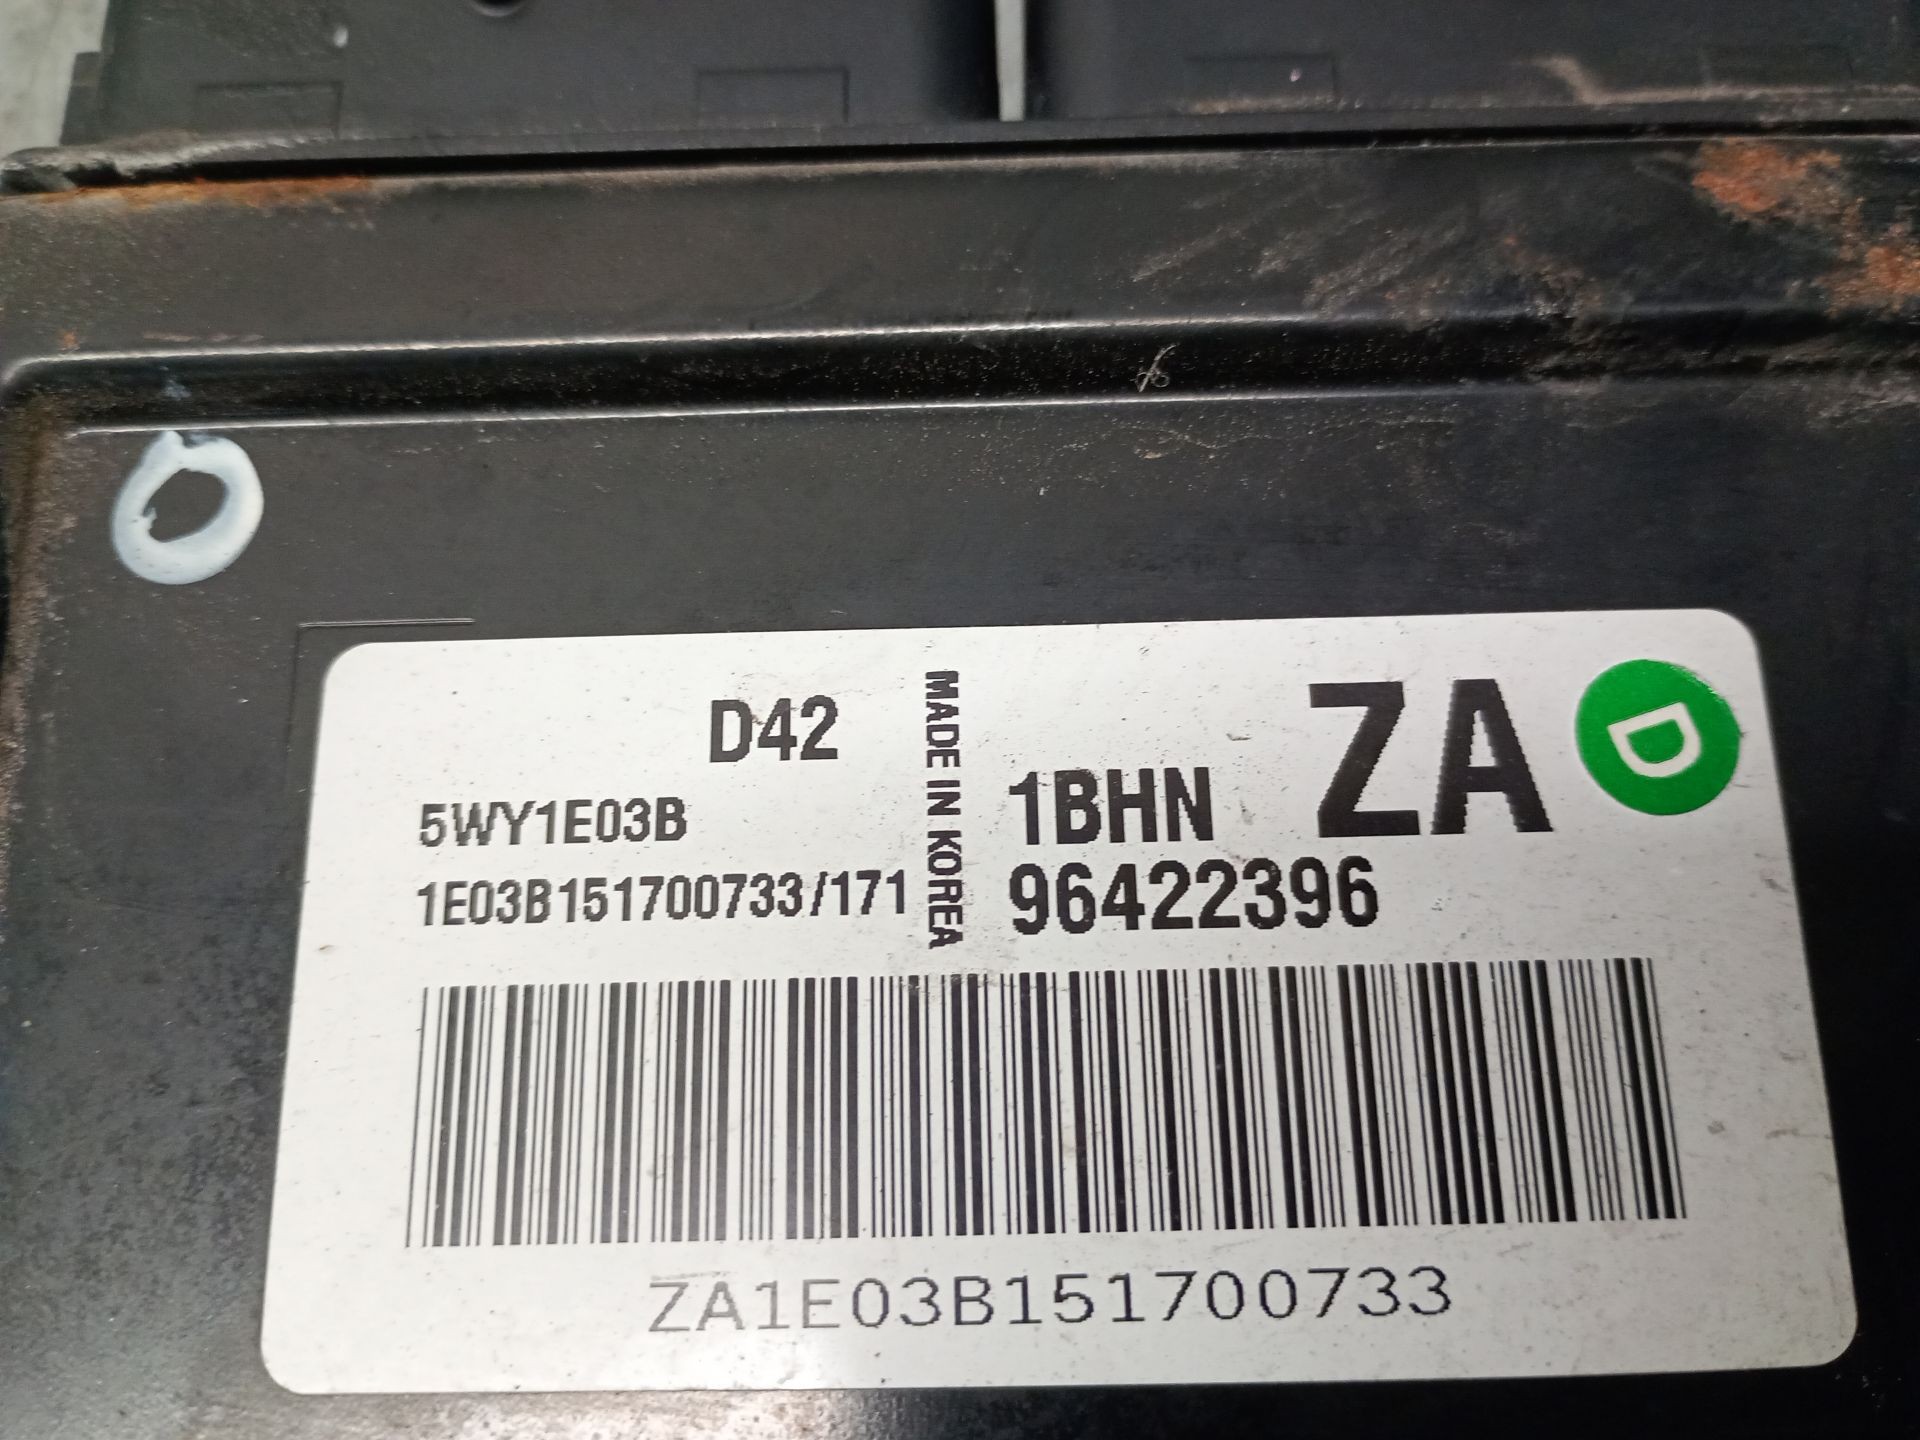 D42
5WY1E03B
1E03B151700733/171
MADE IN KOREA
1BHN
ZA
D
96422396
ZA1E03B151700733